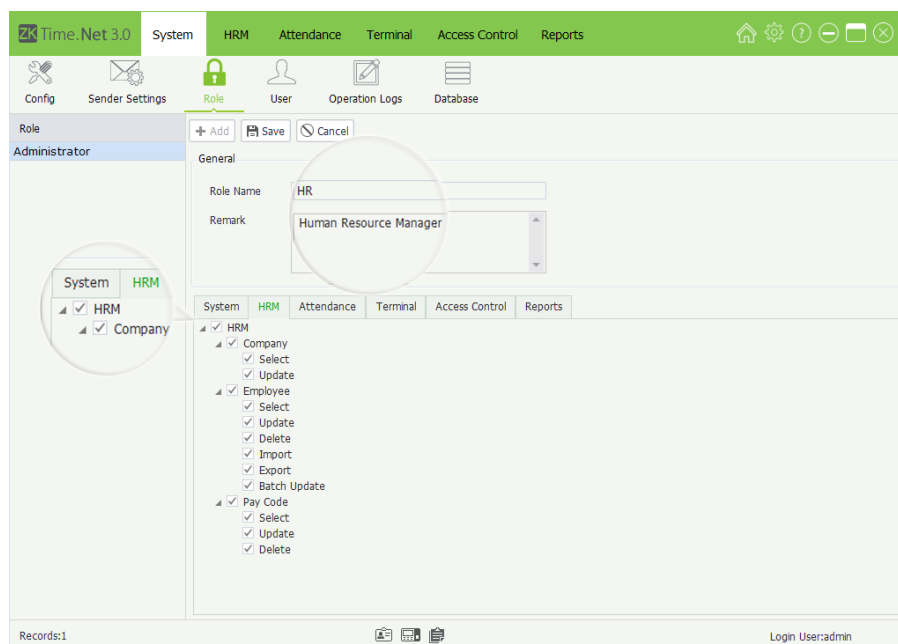 ZK Time.Net 3.0 System HRM Attendance Terminal Access Control Reports
Config Sender Settings Role User Operation Logs Database
Role
Administrator
+ Add Save Cancel
General
Role Name HR
Remark Human Resource Manager
System HRM
HRM
Company
System HRM Attendance Terminal Access Control Reports
HRM
Company
Select
Update
Employee
Select
Update
Delete
Import
Export
Batch Update
Pay Code
Select
Update
Delete
Records:1 Login User:admin